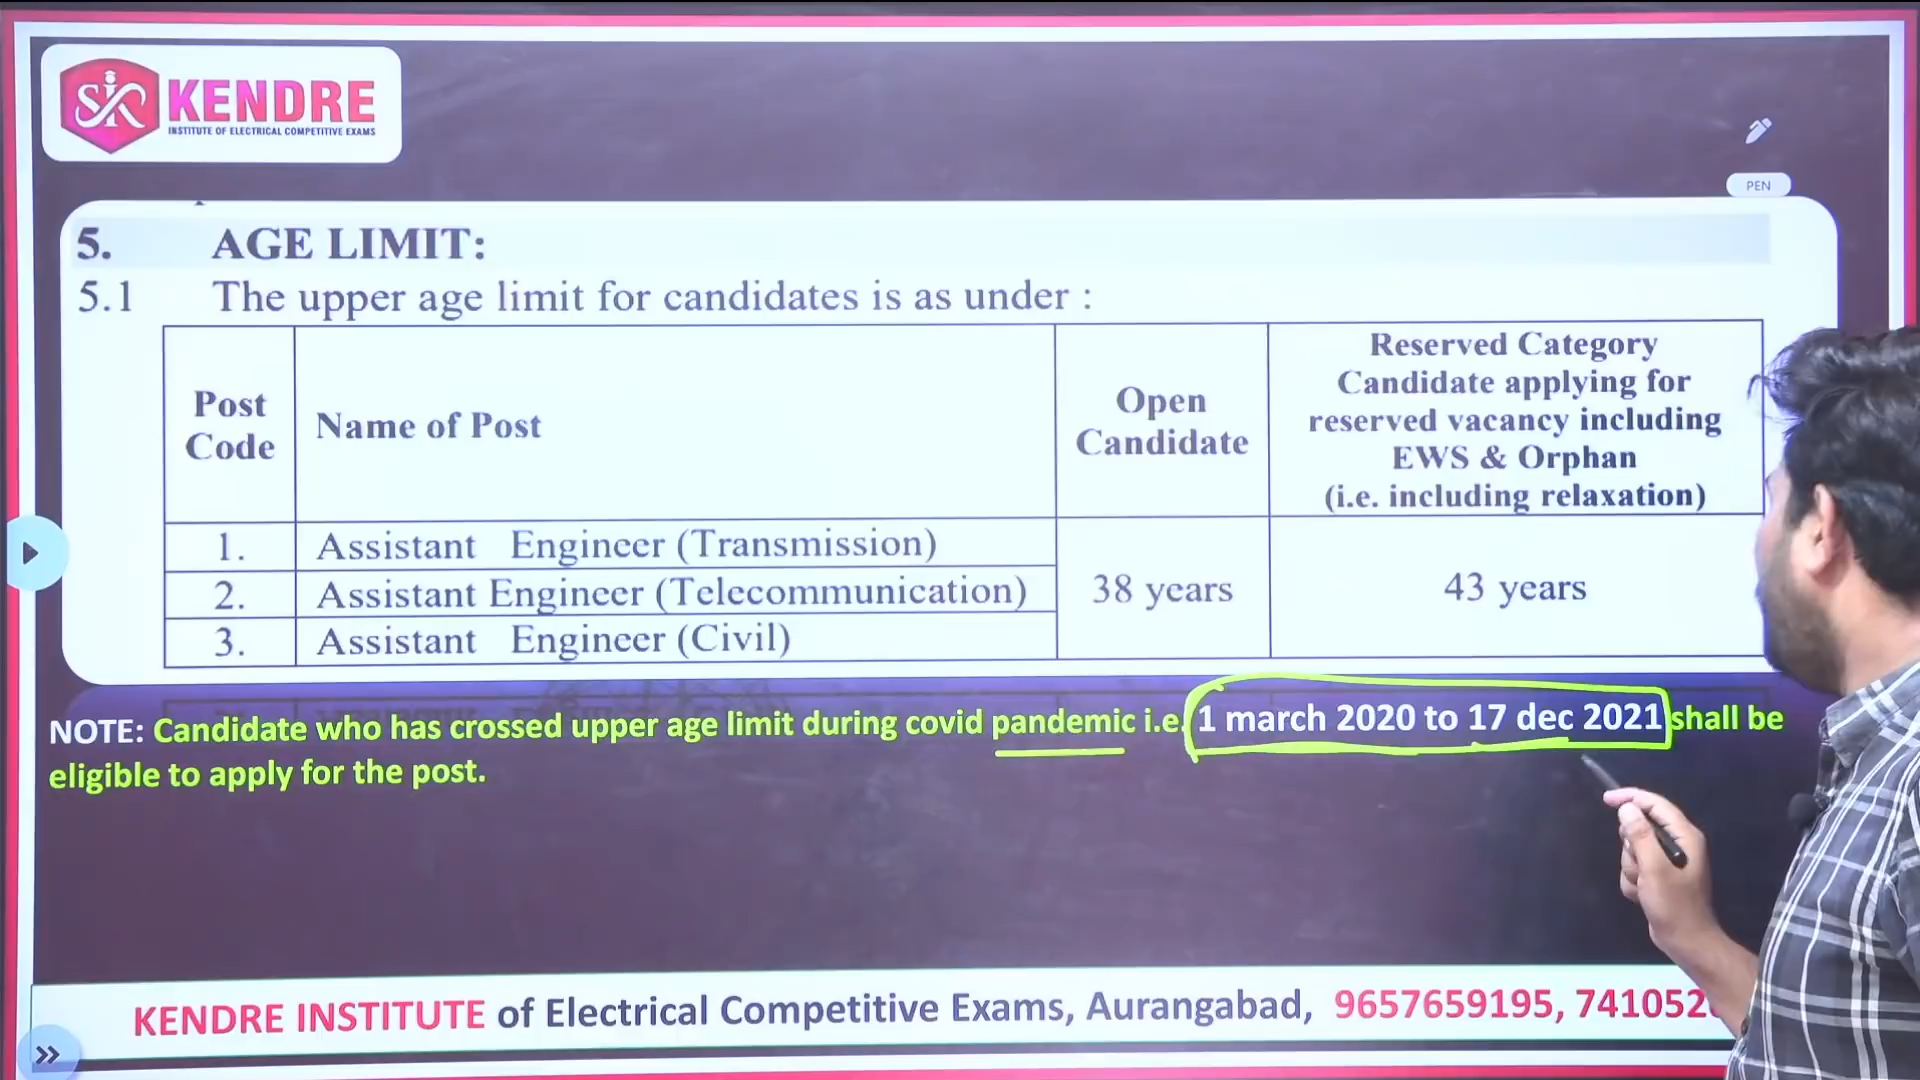 SK KENDRE
INSTITUTE OF ELECTRICAL COMPETITIVE EXAMS
PEN
5. AGE LIMIT:
5.1 The upper age limit for candidates is as under :
Post Code
Name of Post
Open Candidate
Reserved Category
Candidate applying for
reserved vacancy including
EWS & Orphan
(i.e. including relaxation)
1. Assistant Engineer (Transmission)
2. Assistant Engineer (Telecommunication)
3. Assistant Engineer (Civil)
38 years
43 years
NOTE: Candidate who has crossed upper age limit during covid pandemic i.e. 1 march 2020 to 17 dec 2021 shall be
eligible to apply for the post.
KENDRE INSTITUTE of Electrical Competitive Exams, Aurangabad, 9657659195, 741052